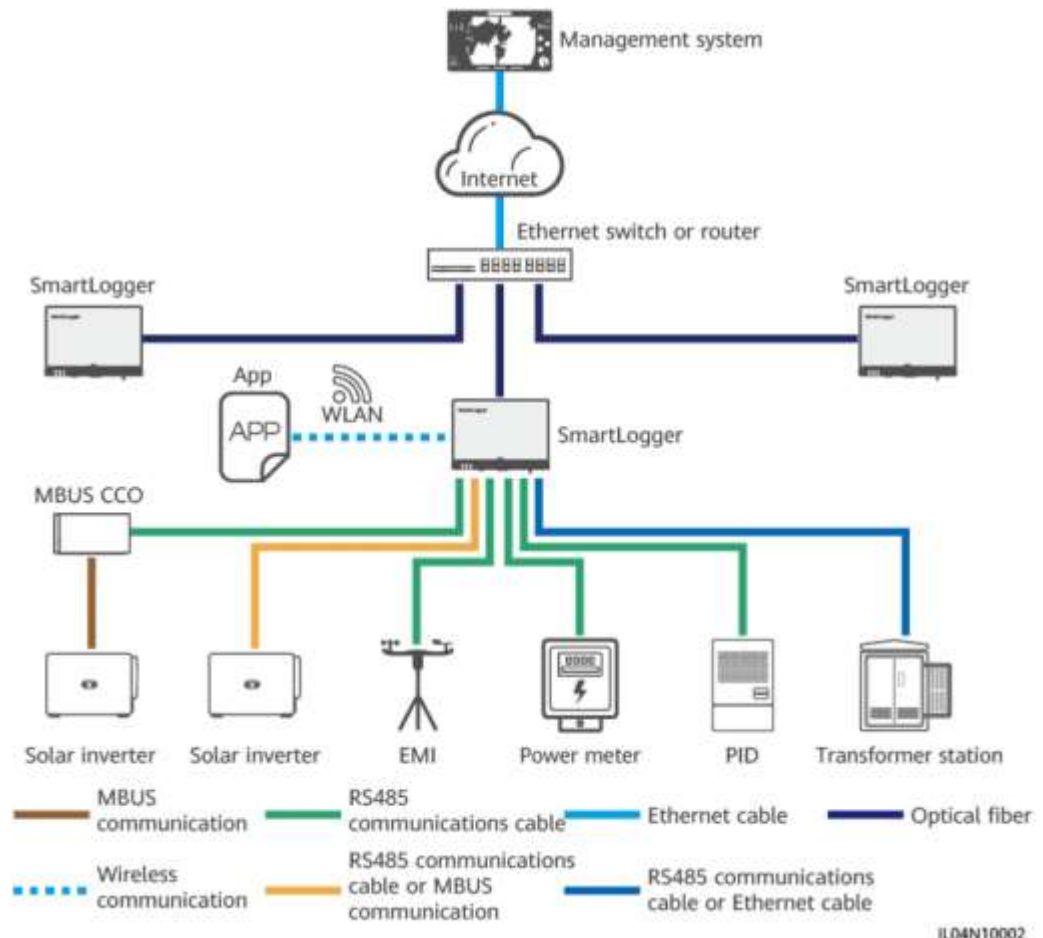 Management system
Internet
Ethernet switch or router
SmartLogger
SmartLogger
App
WLAN
APP
SmartLogger
MBUS CCO
Solar inverter
Solar inverter
EMI
Power meter
PID
Transformer station
MBUS
communication
RS485
communications cable
Ethernet cable
Optical fiber
Wireless
communication
RS485 communications
cable or MBUS
communication
RS485 communications
cable or Ethernet cable
IL04N10002